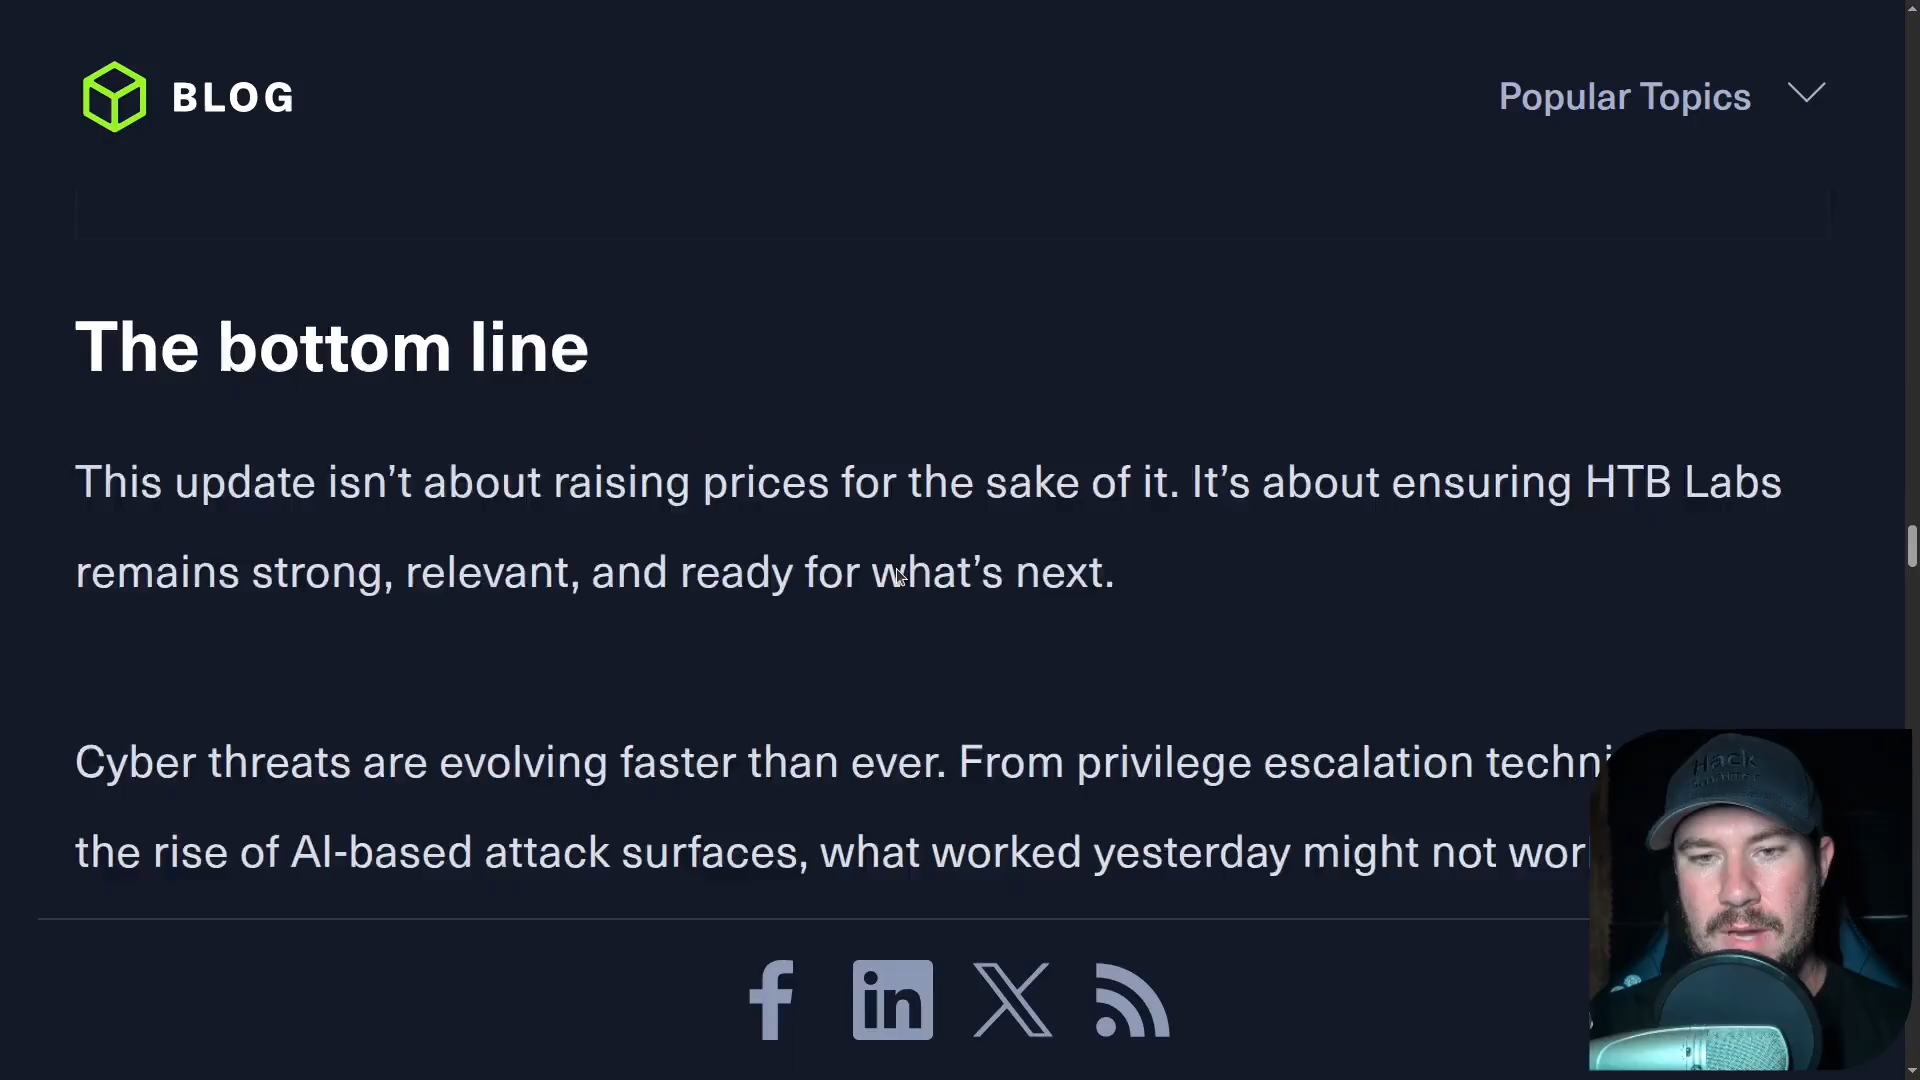 BLOG
Popular Topics
The bottom line
This update isn’t about raising prices for the sake of it. It’s about ensuring HTB Labs
remains strong, relevant, and ready for what’s next.
Cyber threats are evolving faster than ever. From privilege escalation techni
the rise of AI-based attack surfaces, what worked yesterday might not wor
Hack